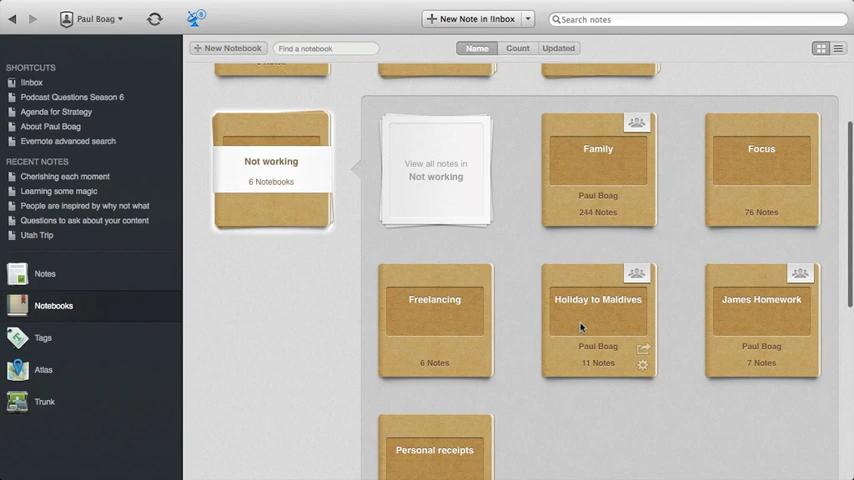 Paul Boag
New Note in !Inbox
Search notes
New Notebook
Find a notebook
Name
Count
Updated
SHORTCUTS
!Inbox
Podcast Questions Season 6
Agenda for Strategy
About Paul Boag
Evernote advanced search
RECENT NOTES
Cherishing each moment
Learning some magic
People are inspired by why not what
Questions to ask about your content
Utah Trip
Notes
Notebooks
Tags
Atlas
Trunk
Not working
6 Notebooks
View all notes in
Not working
Family
Paul Boag
244 Notes
Focus
76 Notes
Freelancing
6 Notes
Holiday to Maldives
Paul Boag
11 Notes
James Homework
Paul Boag
7 Notes
Personal receipts